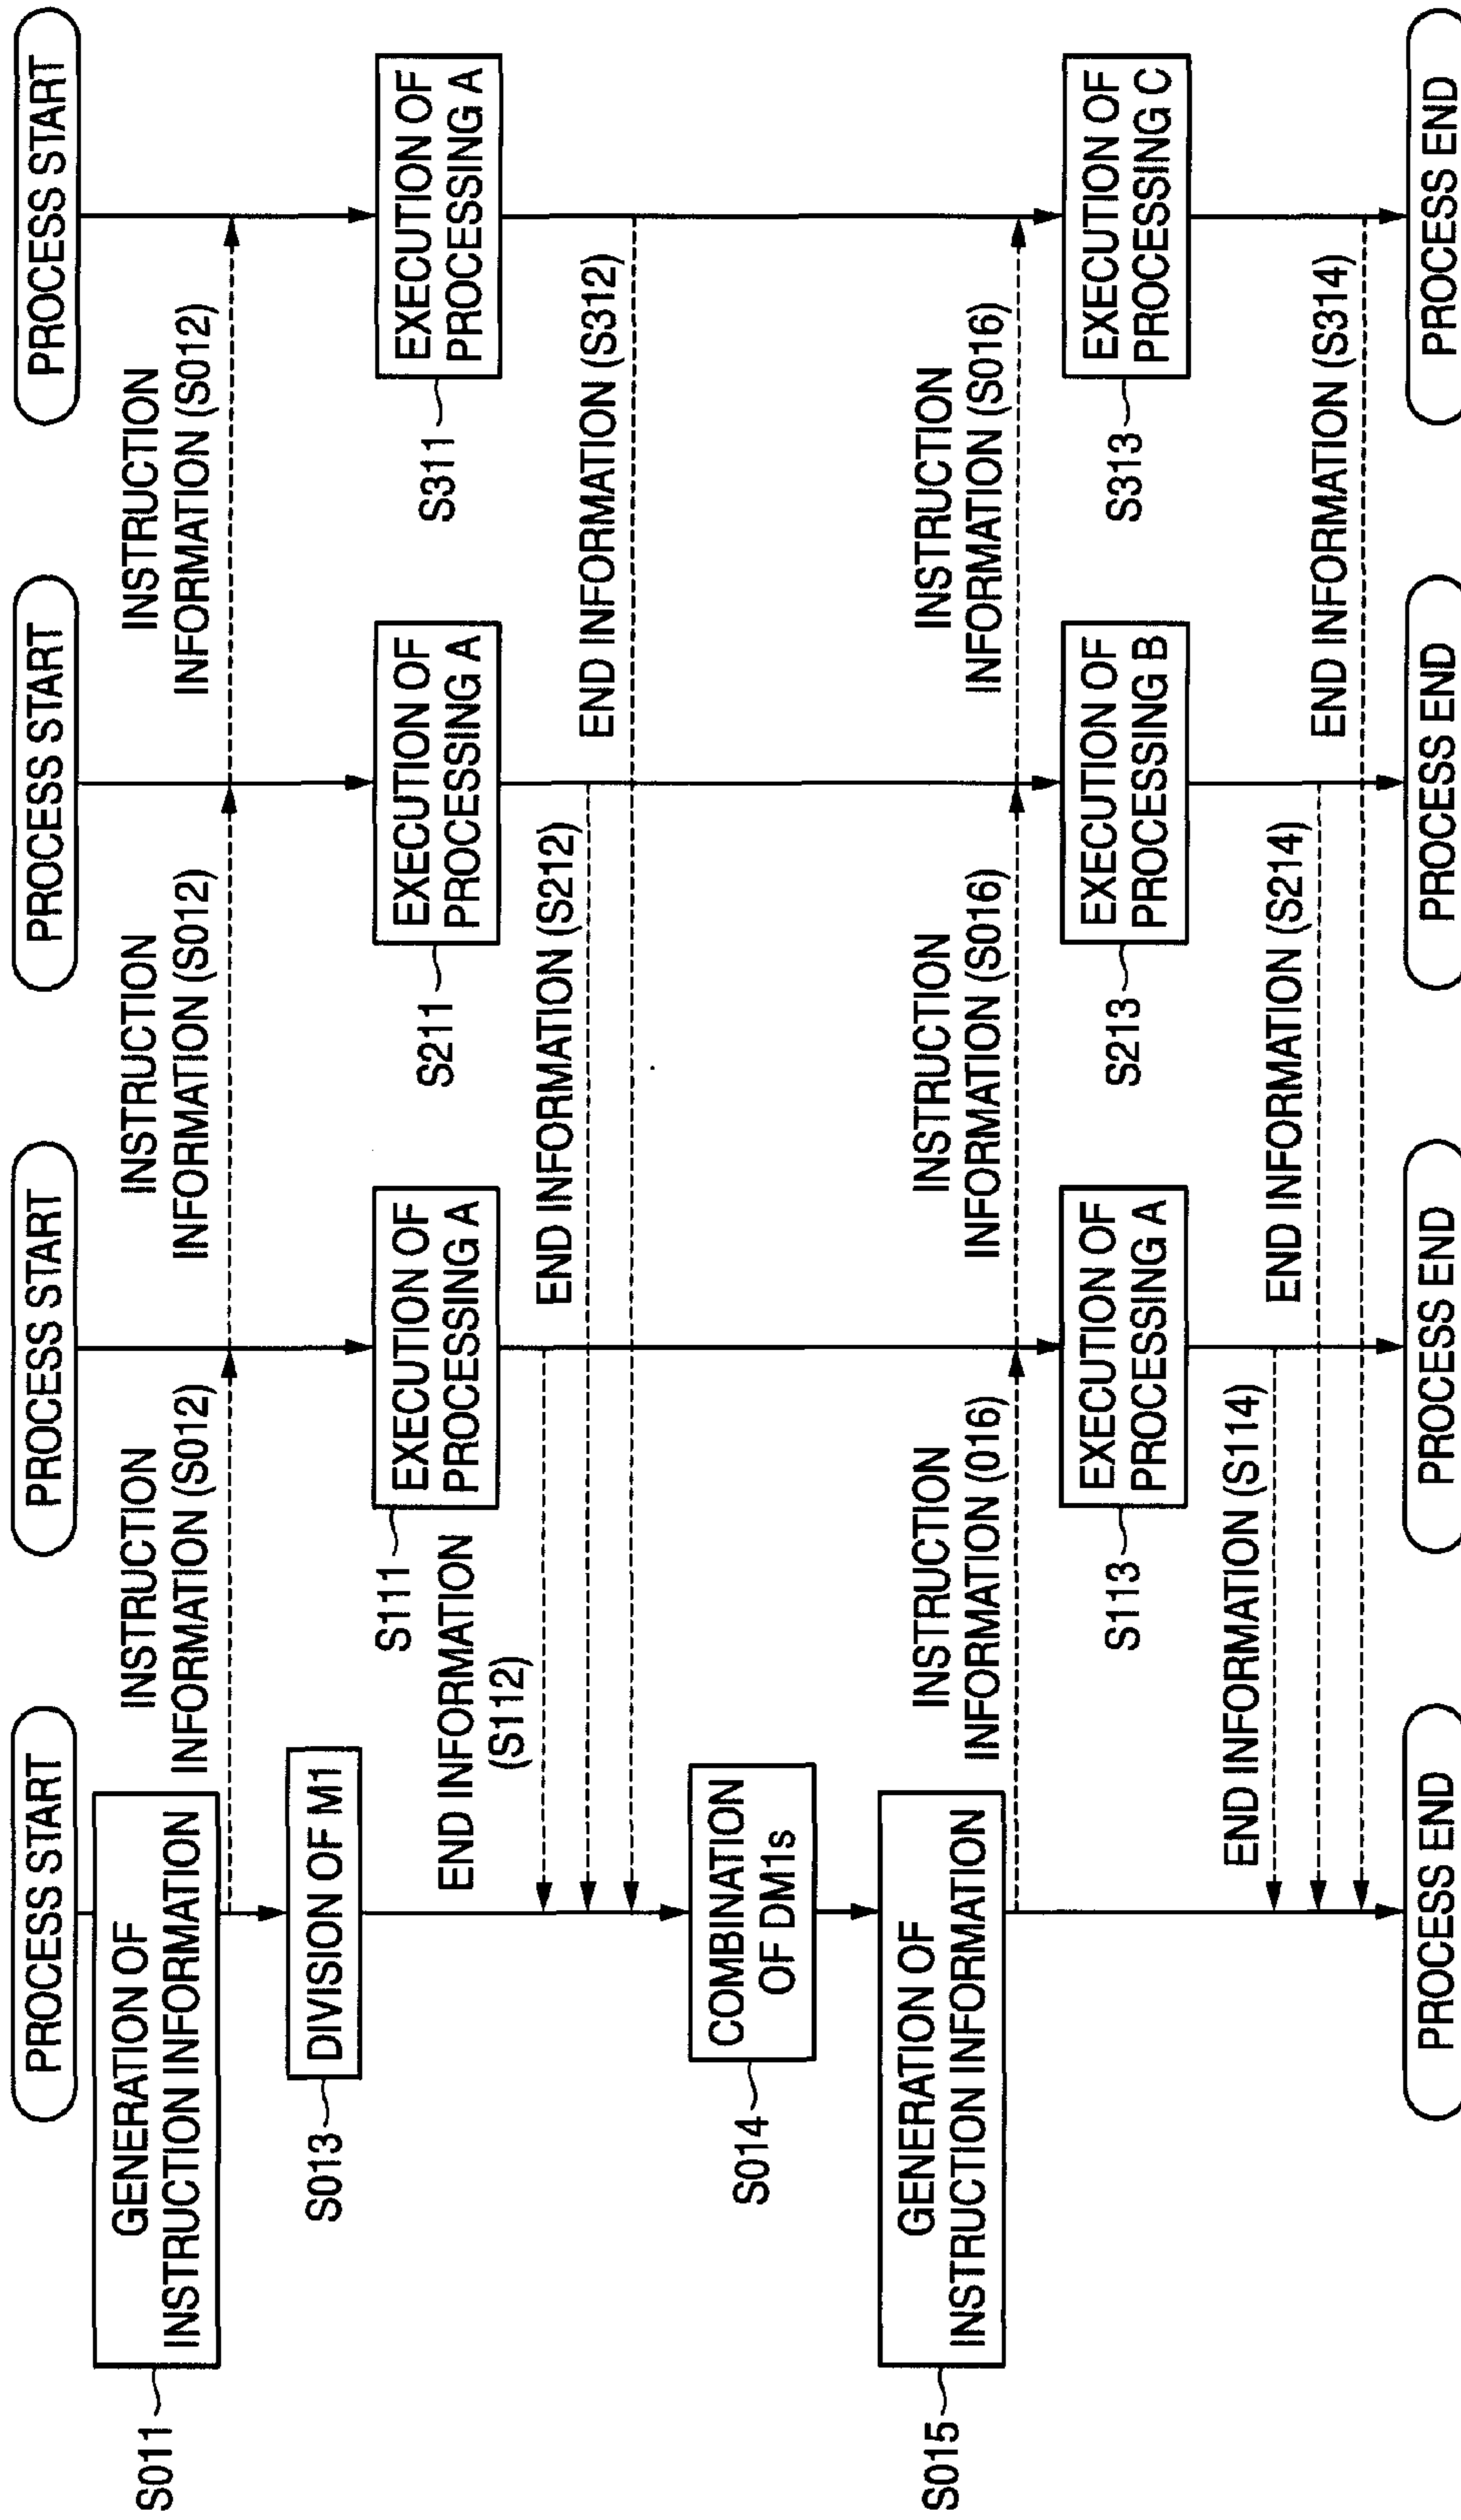 PROCESS START
PROCESS START
PROCESS START
PROCESS START
GENERATION OF
INSTRUCTION INFORMATION
S011
INSTRUCTION
INFORMATION (S012)
INSTRUCTION
INFORMATION (S012)
INSTRUCTION
INFORMATION (S012)
DIVISION OF M1
S013
EXECUTION OF
PROCESSING A
S111
EXECUTION OF
PROCESSING A
S211
EXECUTION OF
PROCESSING A
S311
END INFORMATION
(S112)
END INFORMATION (S212)
END INFORMATION (S312)
COMBINATION
OF DM1s
S014
GENERATION OF
INSTRUCTION INFORMATION
S015
INSTRUCTION
INFORMATION (016)
INSTRUCTION
INFORMATION (S016)
INSTRUCTION
INFORMATION (S016)
EXECUTION OF
PROCESSING A
S113
EXECUTION OF
PROCESSING B
S213
EXECUTION OF
PROCESSING C
S313
END INFORMATION (S114)
END INFORMATION (S214)
END INFORMATION (S314)
PROCESS END
PROCESS END
PROCESS END
PROCESS END